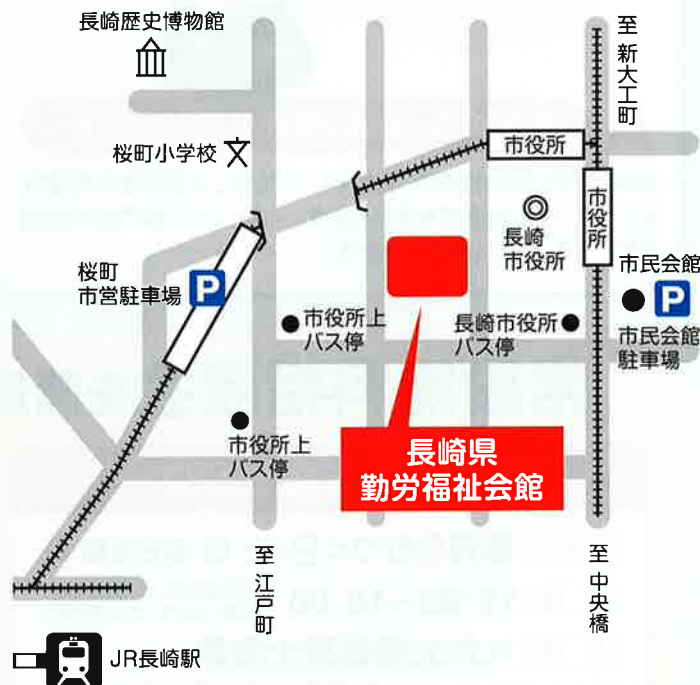 長崎歴史博物館
至新大工町
桜町小学校
市役所
市役所
長崎
市役所
桜町
市営駐車場
P
市民会館
P
市民会館
駐車場
市役所上
バス停
長崎市役所
バス停
市役所上
バス停
長崎県
勤労福祉会館
至江戸町
至中央橋
JR長崎駅